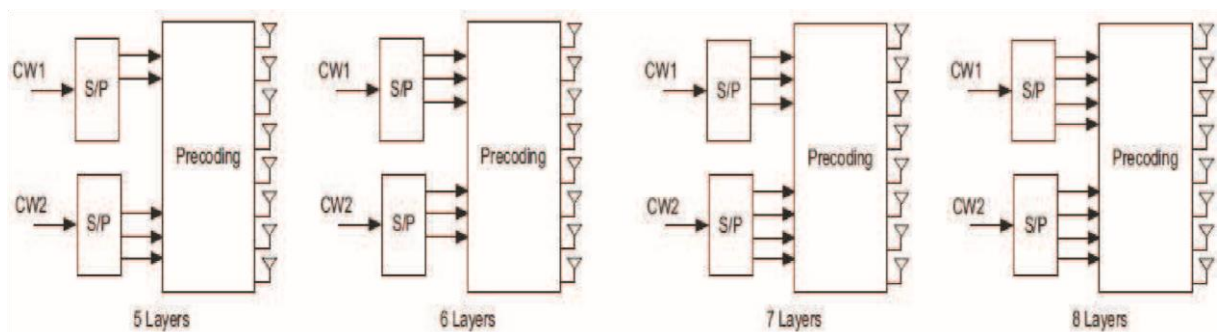 CW1
S/P
CW2
S/P
Precoding
5 Layers
CW1
S/P
CW2
S/P
Precoding
6 Layers
CW1
S/P
CW2
S/P
Precoding
7 Layers
CW1
S/P
CW2
S/P
Precoding
8 Layers